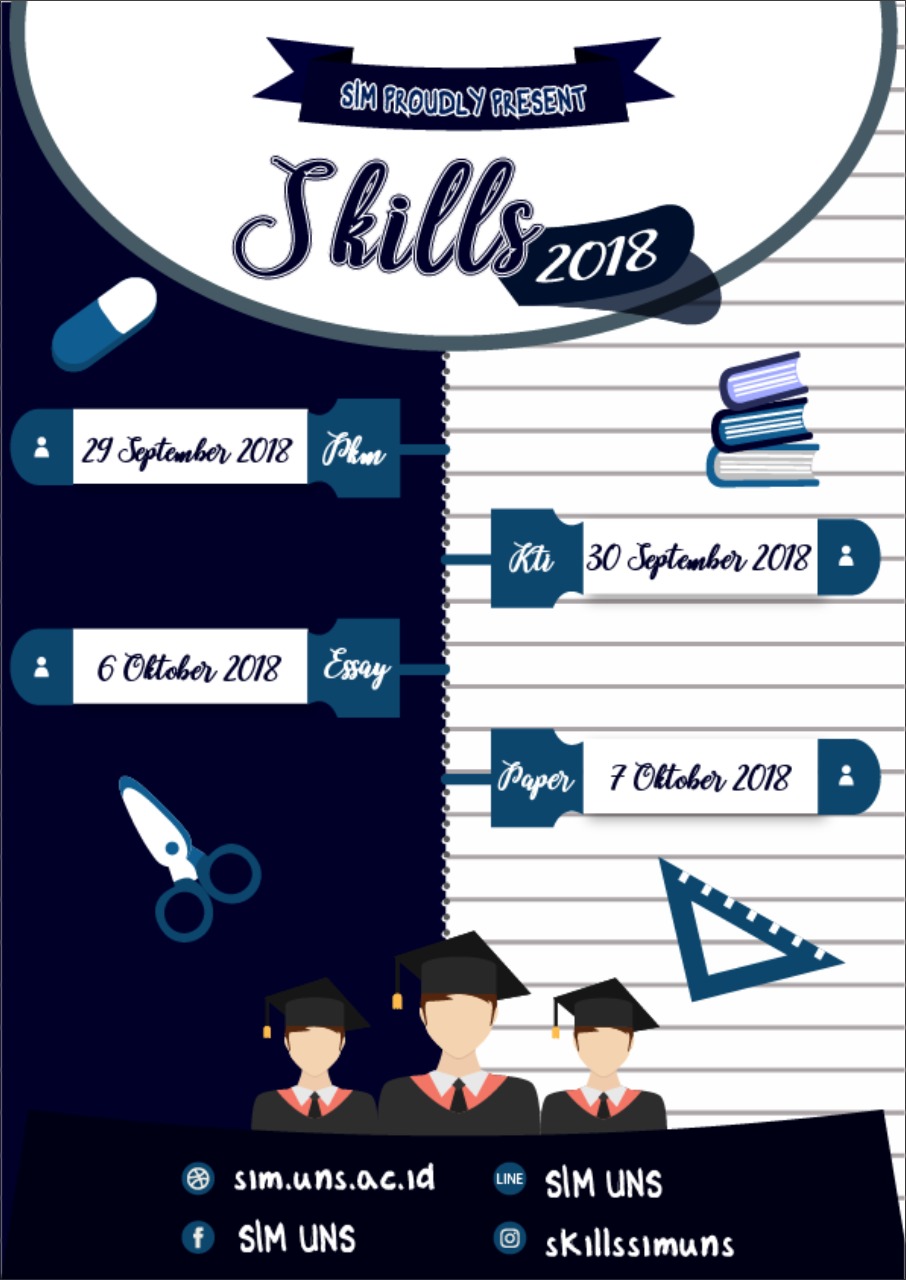 SIM PROUDLY PRESENT
Skills
2018
29 September 2018 Pkm
Kti 30 September 2018
6 Oktober 2018 Essay
Paper 7 Oktober 2018
sim.uns.ac.id
LINE SIM UNS
f SIM UNS
skillssimuns